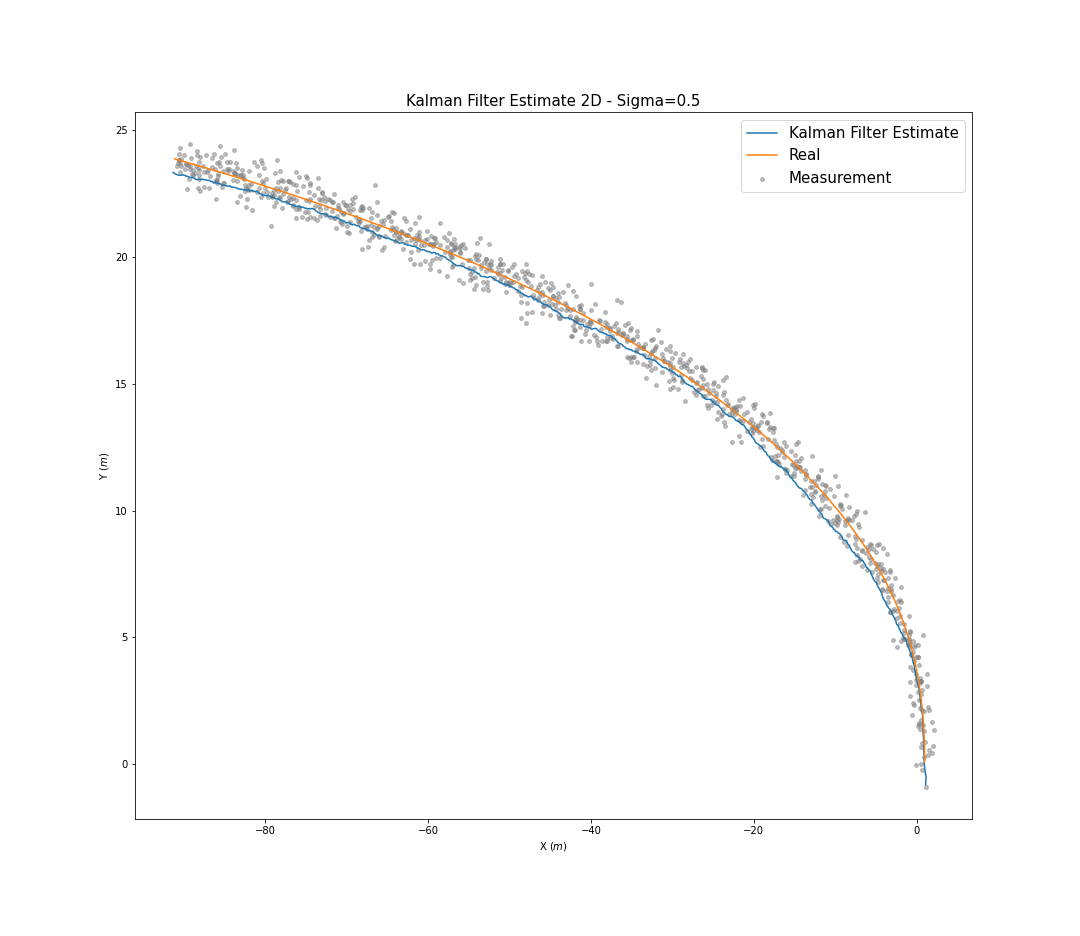 Kalman Filter Estimate 2D - Sigma=0.5
Kalman Filter Estimate
Real
Measurement
25
20
15
10
5
0
Y (m)
−80
−60
−40
−20
0
X (m)